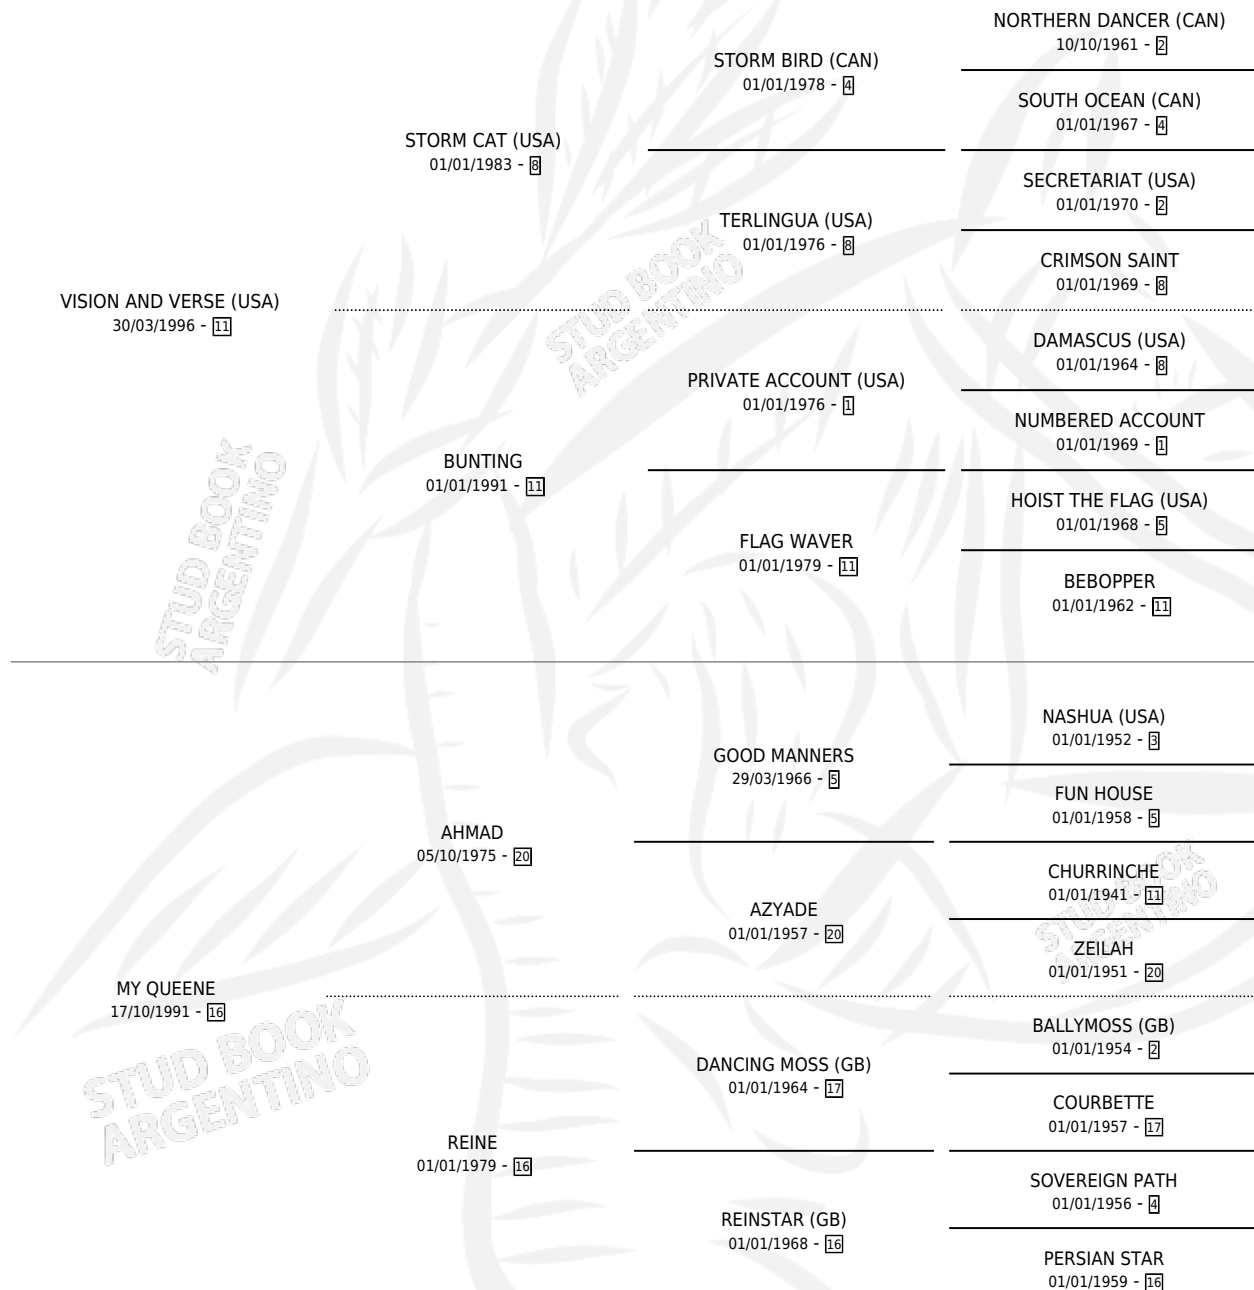 NORTHERN DANCER (CAN)
10/10/1961 - 2
STORM BIRD (CAN)
01/01/1978 - 4
SOUTH OCEAN (CAN)
01/01/1967 - 4
STORM CAT (USA)
01/01/1983 - 8
SECRETARIAT (USA)
01/01/1970 - 2
TERLINGUA (USA)
01/01/1976 - 8
CRIMSON SAINT
01/01/1969 - 8
VISION AND VERSE (USA)
30/03/1996 - 11
STUD BOOK
ARGENTINO
DAMASCUS (USA)
01/01/1964 - 8
PRIVATE ACCOUNT (USA)
01/01/1976 - 1
NUMBERED ACCOUNT
01/01/1969 - 1
BUNTING
01/01/1991 - 11
HOIST THE FLAG (USA)
01/01/1968 - 5
FLAG WAVER
01/01/1979 - 11
BEBOPPER
01/01/1962 - 11
STUD BOOK
ARGENTINO
NASHUA (USA)
01/01/1952 - 3
GOOD MANNERS
29/03/1966 - 5
FUN HOUSE
01/01/1958 - 5
AHMAD
05/10/1975 - 20
CHURRINCHE
01/01/1941 - 11
AZYADE
01/01/1957 - 20
STUD BOOK
ARGENTINO
ZEILAH
01/01/1951 - 20
MY QUEENE
17/10/1991 - 16
BALLYMOSS (GB)
01/01/1954 - 2
DANCING MOSS (GB)
01/01/1964 - 17
STUD BOOK
ARGENTINO
COURBETTE
01/01/1957 - 17
REINE
01/01/1979 - 16
SOVEREIGN PATH
01/01/1956 - 4
REINSTAR (GB)
01/01/1968 - 16
PERSIAN STAR
01/01/1959 - 16